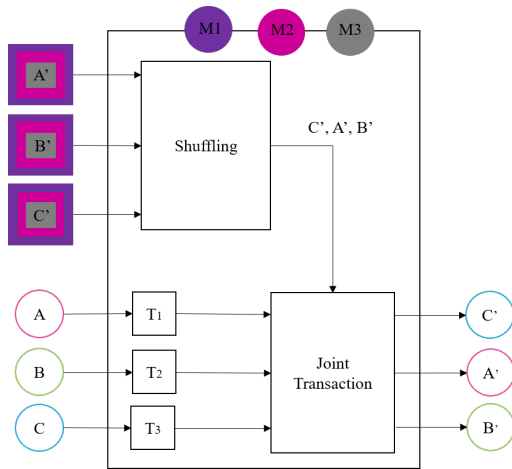 M1 M2 M3
A’
B’
C’
Shuffling
C’, A’, B’
A
T1
B
T2
C
T3
Joint
Transaction
C’
A’
B’